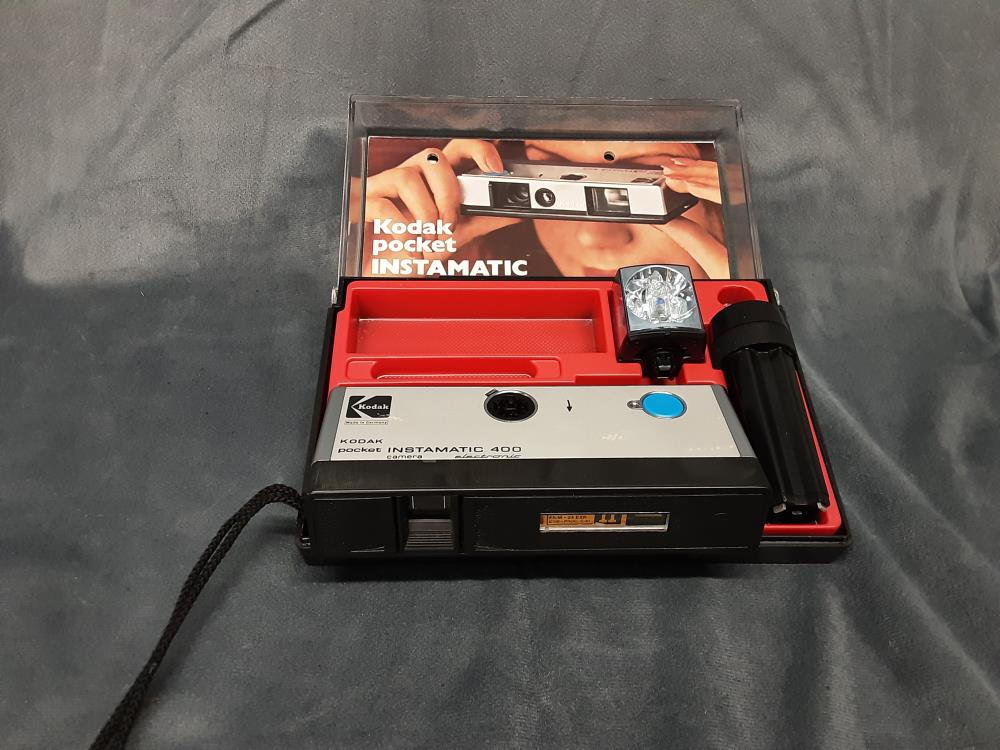 Kodak
pocket
INSTAMATIC
Kodak
Made in Germany
KODAK
pocket INSTAMATIC 400
camera electronic